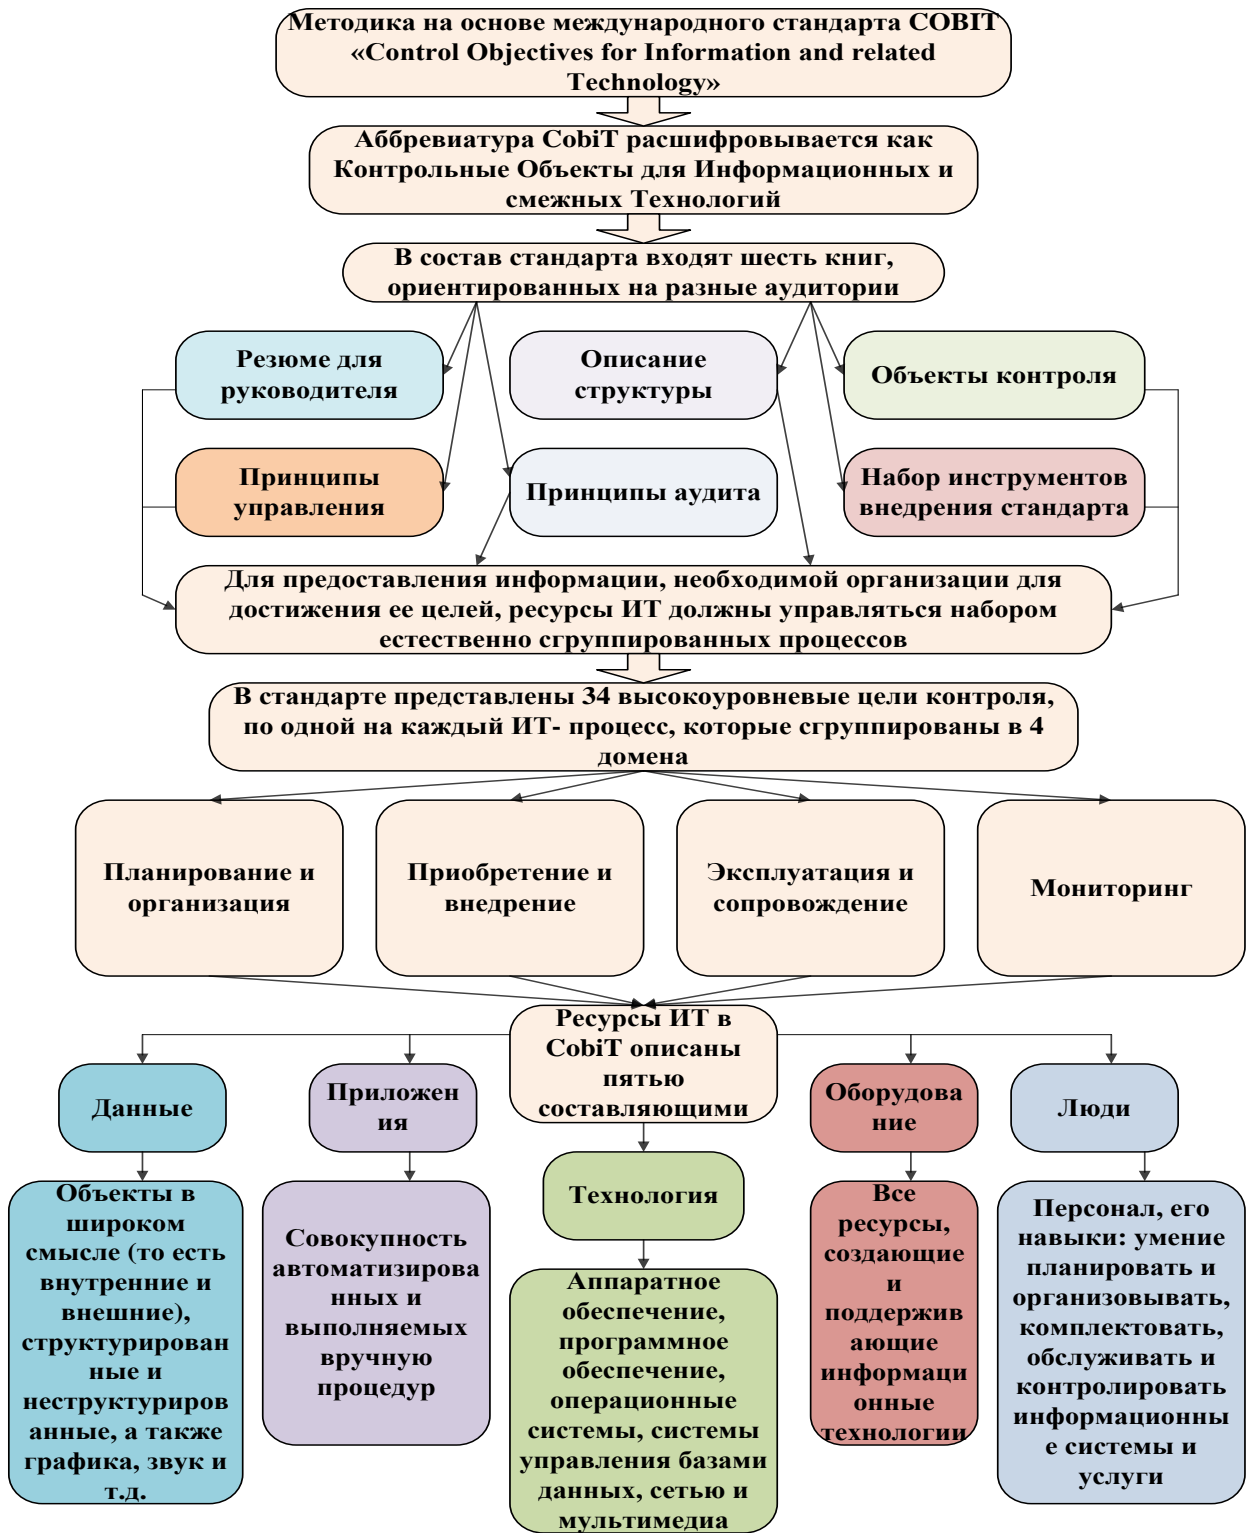 Методика на основе международного стандарта COBIT
«Control Objectives for Information and related
Technology»
Аббревиатура CobiT расшифровывается как
Контрольные Объекты для Информационных и
смежных Технологий
В состав стандарта входят шесть книг,
ориентированных на разные аудитории
Резюме для
руководителя
Описание
структуры
Объекты контроля
Принципы
управления
Принципы аудита
Набор инструментов
внедрения стандарта
Для предоставления информации, необходимой организации для
достижения ее целей, ресурсы ИТ должны управляться набором
естественно сгруппированных процессов
В стандарте представлены 34 высокоуровневые цели контроля,
по одной на каждый ИТ- процесс, которые сгруппированы в 4
домена
Планирование и
организация
Приобретение и
внедрение
Эксплуатация и
сопровождение
Мониторинг
Ресурсы ИТ в
CobiT описаны
пятью
составляющими
Данные
Приложен
ия
Технология
Оборудова
ние
Люди
Объекты в
широком
смысле (то есть
внутренние и
внешние),
структурирован
ные и
неструктуриров
анные, а также
графика, звук и
т.д.
Совокупность
автоматизирова
нных и
выполняемых
вручную
процедур
Аппаратное
обеспечение,
программное
обеспечение,
операционные
системы, системы
управления базами
данных, сетью и
мультимедиа
Все
ресурсы,
создающие
и
поддержив
ающие
информаци
онные
технологии
Персонал, его
навыки: умение
планировать и
организовывать,
комплектовать,
обслуживать и
контролировать
информационны
е системы и
услуги